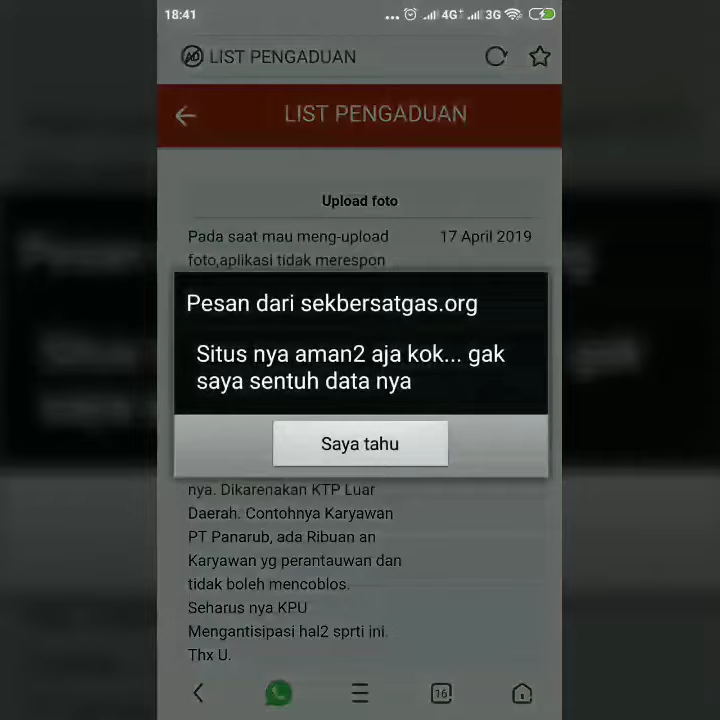 18:41
4G+ 3G
LIST PENGADUAN
LIST PENGADUAN
Upload foto
Pada saat mau meng-upload 17 April 2019
foto,aplikasi tidak merespon
Pesan dari sekbersatgas.org
Situs nya aman2 aja kok... gak
saya sentuh data nya
Saya tahu
nya. Dikarenakan KTP Luar
Daerah. Contohnya Karyawan
PT Panarub, ada Ribuan an
Karyawan yg perantauwan dan
tidak boleh mencoblos.
Seharus nya KPU
Mengantisipasi hal2 sprti ini.
Thx U.
16